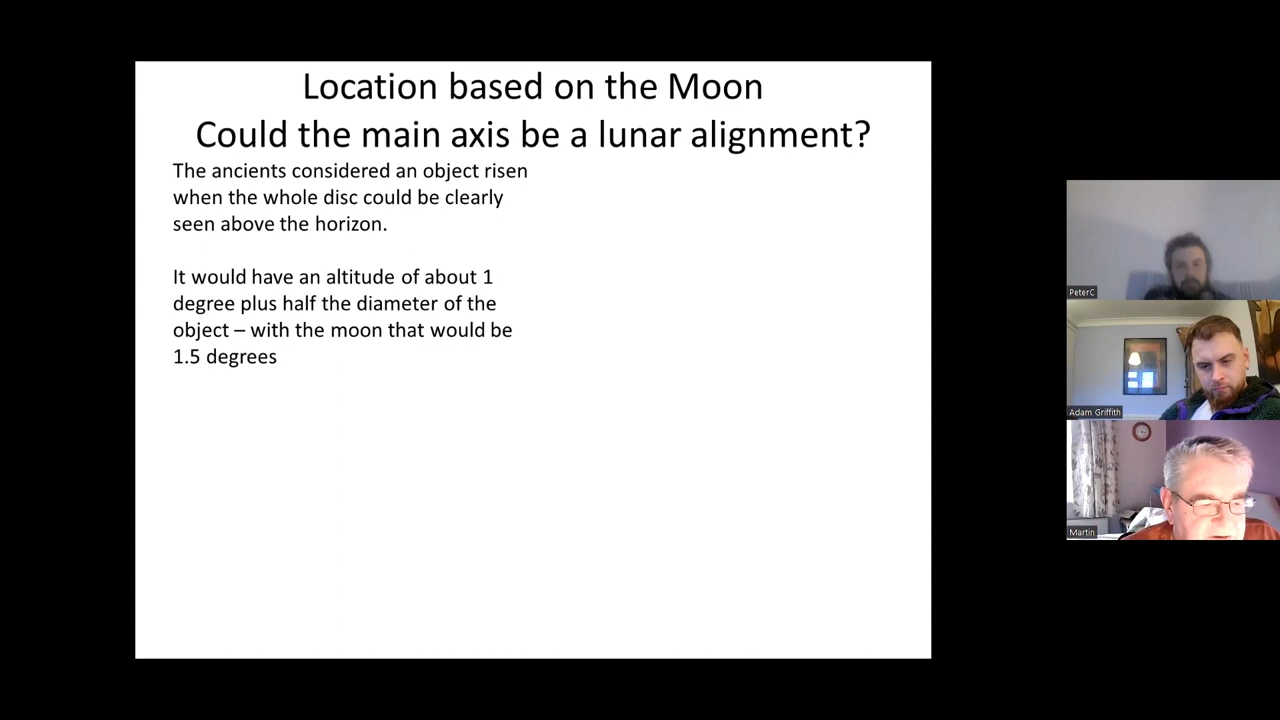 Location based on the Moon
Could the main axis be a lunar alignment?
The ancients considered an object risen
when the whole disc could be clearly
seen above the horizon.
It would have an altitude of about 1
degree plus half the diameter of the
object – with the moon that would be
1.5 degrees
PeterC
Adam Griffith
Martin